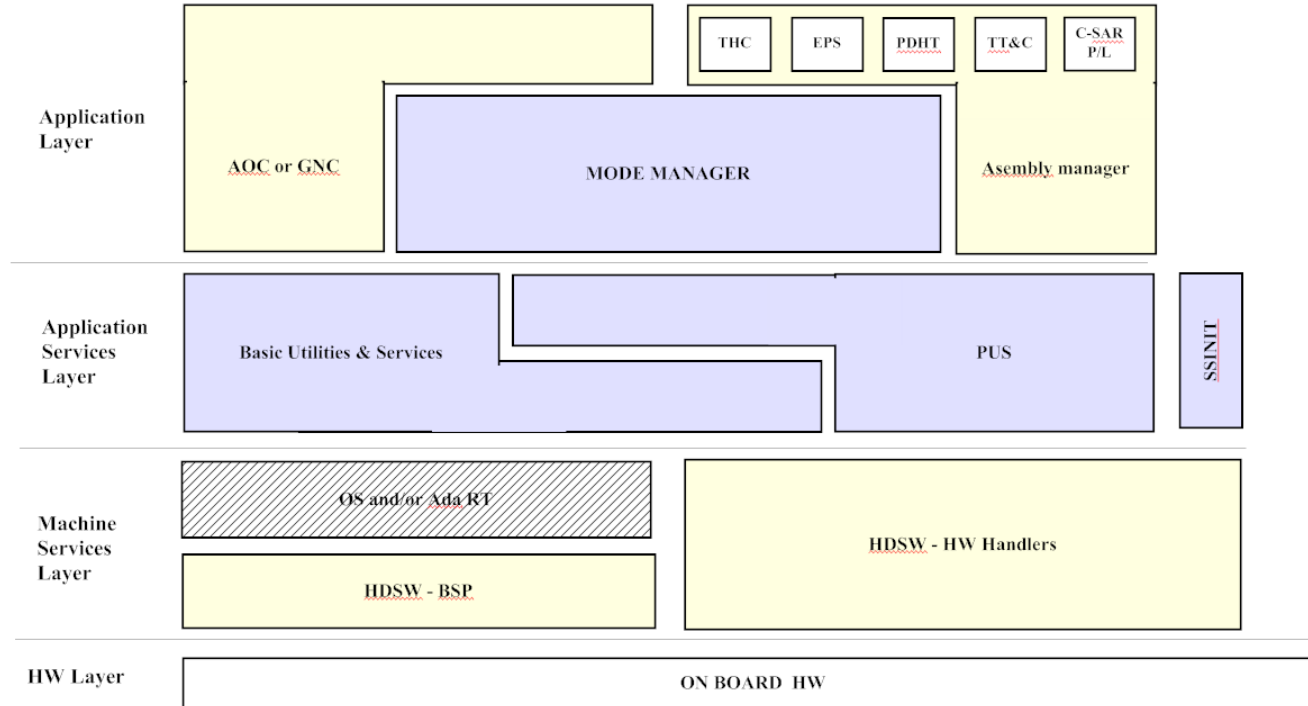 THC
EPS
PDHT
TT&C
C-SAR
P/L
Application
Layer
AOC or GNC
MODE MANAGER
Asembly manager
Application
Services
Layer
Basic Utilities & Services
PUS
SSINIT
Machine
Services
Layer
OS and/or Ada RT
HDSW - HW Handlers
HDSW - BSP
HW Layer
ON BOARD HW